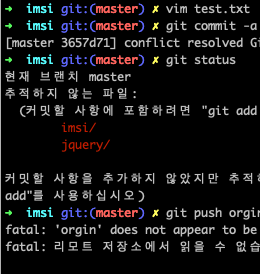 ➜ imsi git:(master) ✗ vim test.txt
➜ imsi git:(master) ✗ git commit -a
[master 3657d71] conflict resolved Gi
➜ imsi git:(master) ✗ git status
현재 브랜치 master
추적하지 않는 파일:
(커밋할 사항에 포함하려면 "git add
imsi/
jquery/
커밋할 사항을 추가하지 않았지만 추적하
add"를 사용하십시오)
➜ imsi git:(master) ✗ git push orgin
fatal: 'orgin' does not appear to be
fatal: 리모트 저장소에서 읽을 수 없습